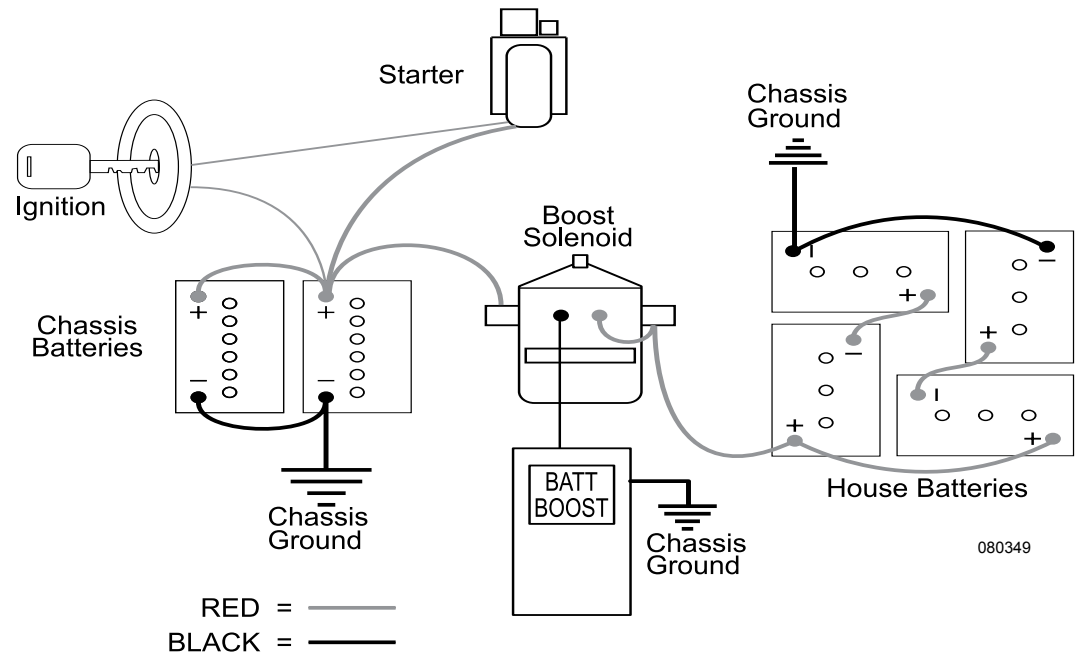 Starter
Ignition
Chassis
Ground
Boost
Solenoid
Chassis
Batteries
+
+
–
–
–
–
+
–
+
–
+
+
Chassis
Ground
BATT
BOOST
Chassis
Ground
House Batteries
080349
RED =
BLACK =